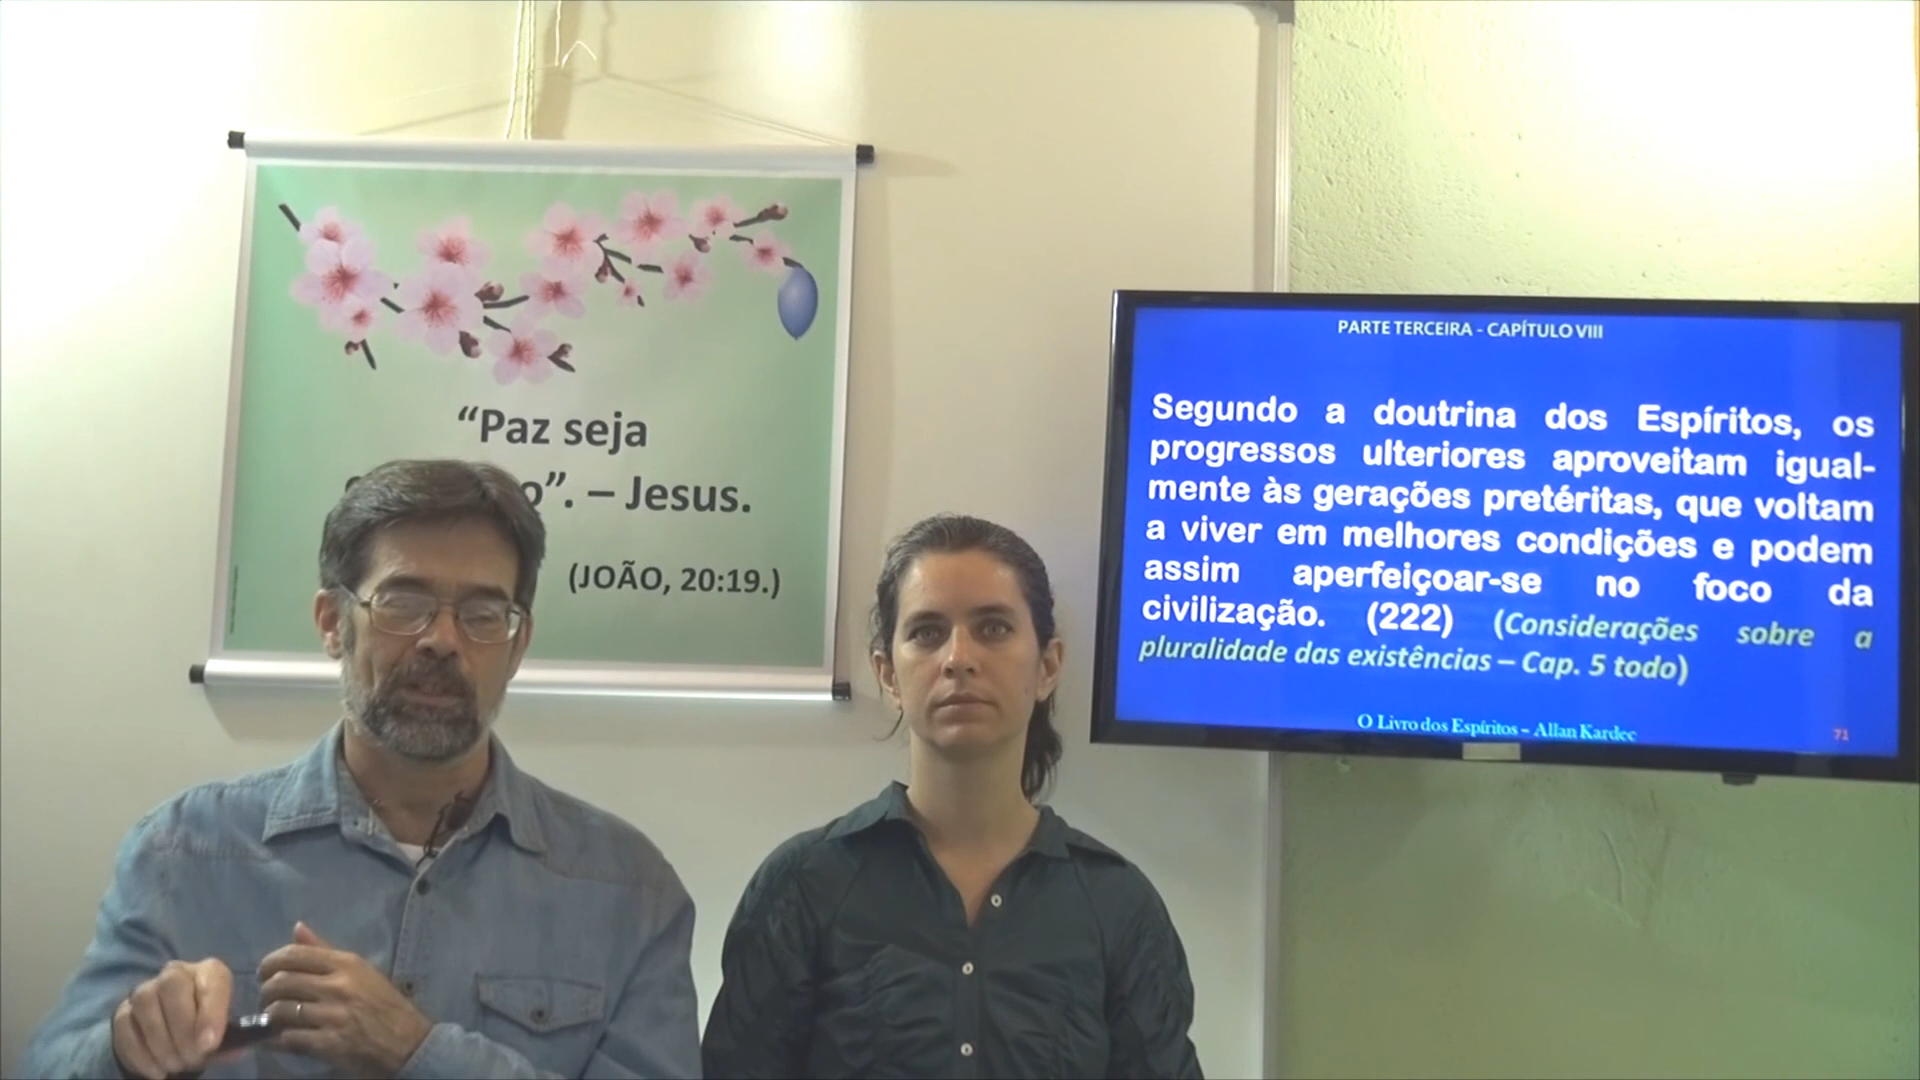 “Paz seja
o”. – Jesus.
(JOÃO, 20:19.)
PARTE TERCEIRA - CAPÍTULO VIII
Segundo a doutrina dos Espíritos, os
progressos ulteriores aproveitam igual-
mente às gerações pretéritas, que voltam
a viver em melhores condições e podem
assim aperfeiçoar-se no foco da
civilização. (222) (Considerações sobre a
pluralidade das existências – Cap. 5 todo)
O Livro dos Espíritos – Allan Kardec
71